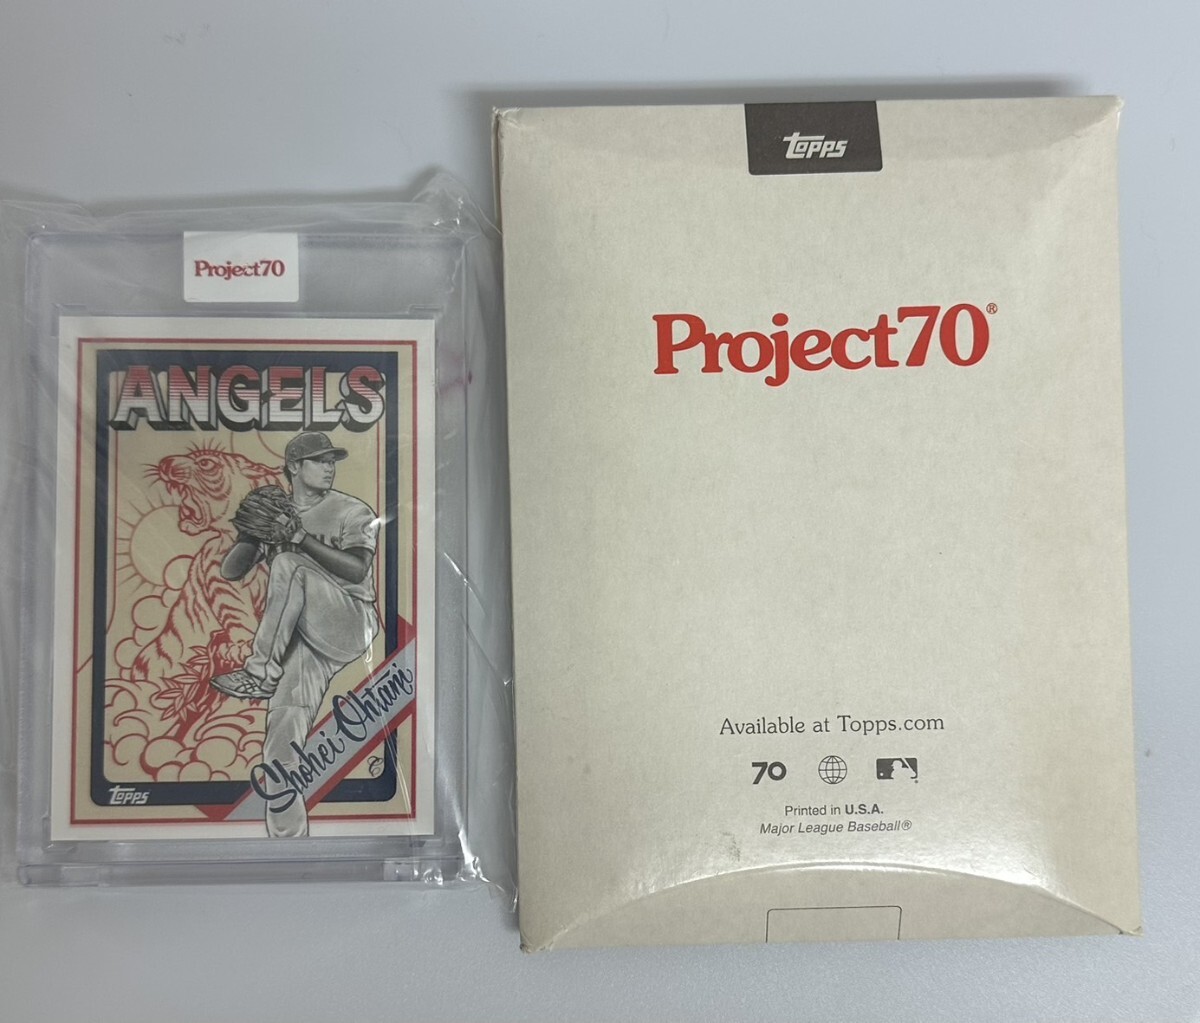 Project70
ANGELS
Shohei Ohtani
TOPPS
TOPPS
Project70®
Available at Topps.com
70
Printed in U.S.A.
Major League Baseball®